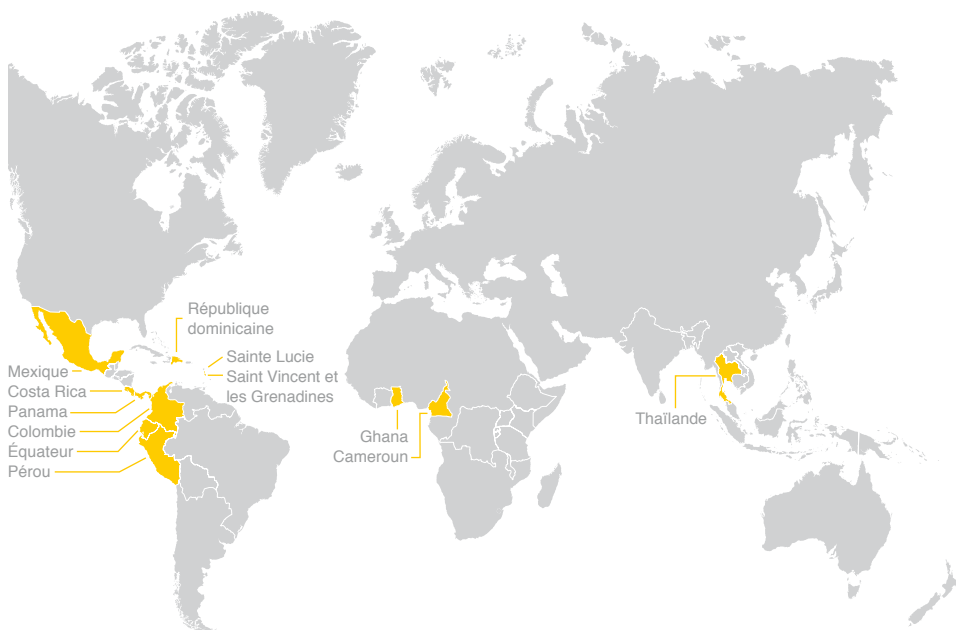 République
dominicaine
Sainte Lucie
Saint Vincent et
les Grenadines
Mexique
Costa Rica
Panama
Colombie
Équateur
Pérou
Ghana
Cameroun
Thaïlande